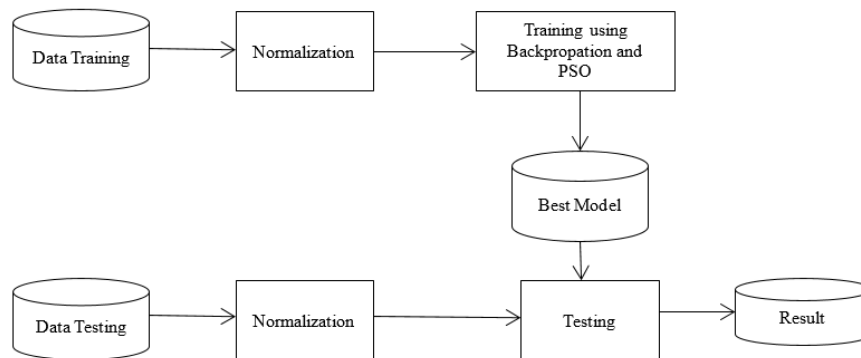 Data Training
Normalization
Training using
Backpropation and
PSO
Best Model
Data Testing
Normalization
Testing
Result